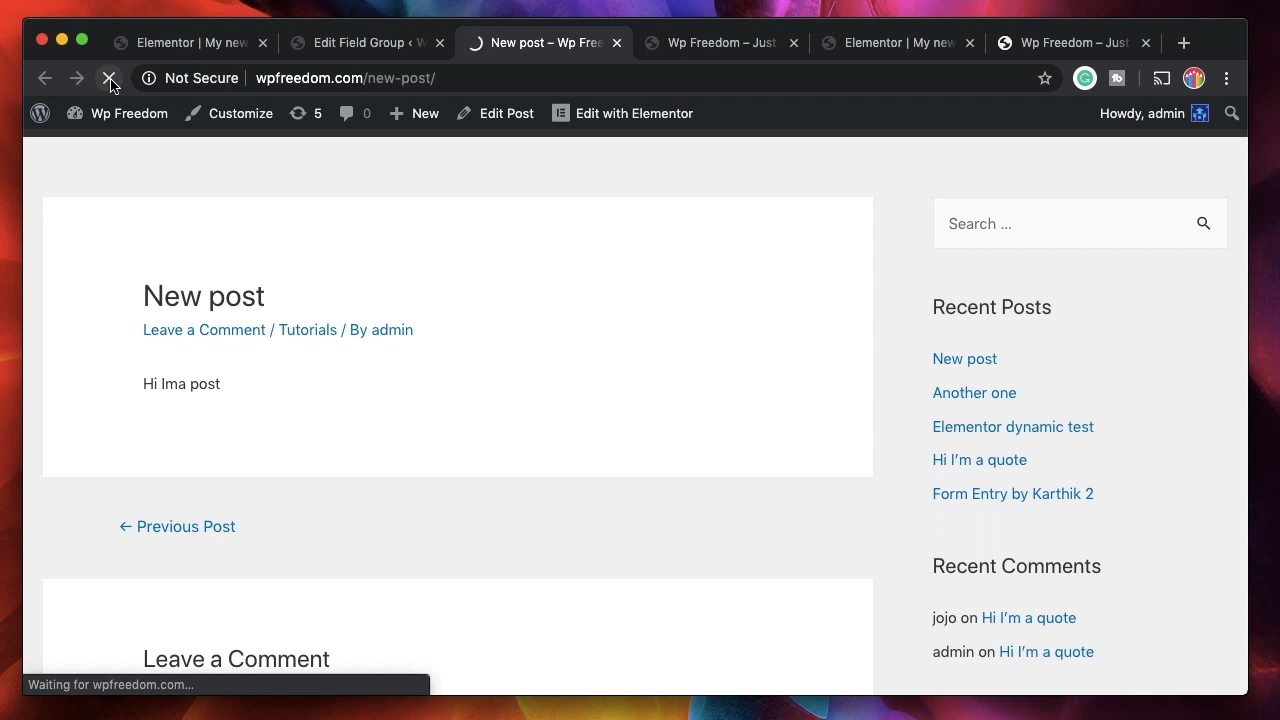 Elementor | My new
Edit Field Group ‹ W
New post – Wp Free
Wp Freedom – Just
Elementor | My new
Wp Freedom – Just
Not Secure
wpfreedom.com/new-post/
Wp Freedom
Customize
5
0
New
Edit Post
Edit with Elementor
Howdy, admin
Search ...
New post
Leave a Comment / Tutorials / By admin
Hi Ima post
← Previous Post
Leave a Comment
Recent Posts
New post
Another one
Elementor dynamic test
Hi I’m a quote
Form Entry by Karthik 2
Recent Comments
jojo on Hi I’m a quote
admin on Hi I’m a quote
Waiting for wpfreedom.com...